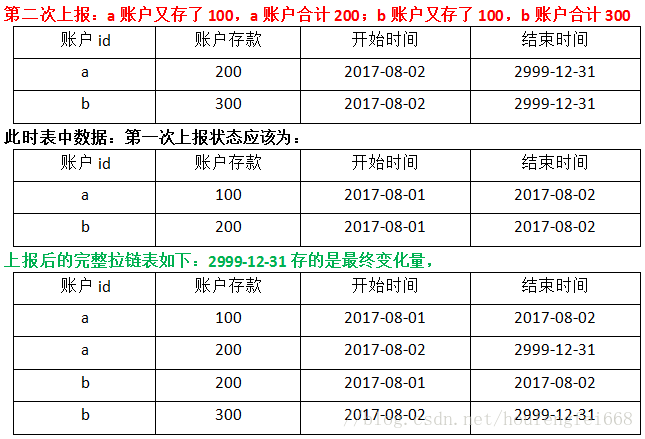 第二次上报：a 账户又存了 100，a 账户合计 200；b 账户又存了 100，b 账户合计 300
账户 id 账户存款 开始时间 结束时间
a 200 2017-08-02 2999-12-31
b 300 2017-08-02 2999-12-31
此时表中数据：第一次上报状态应该为：
账户 id 账户存款 开始时间 结束时间
a 100 2017-08-01 2017-08-02
b 200 2017-08-01 2017-08-02
上报后的完整拉链表如下：2999-12-31 存的是最终变化量，
账户 id 账户存款 开始时间 结束时间
a 100 2017-08-01 2017-08-02
a 200 2017-08-02 2999-12-31
b 200 2017-08-01 2017-08-02
b 300 2017-08-02 2999-12-31
//blog.csdn.net/houfengfei668